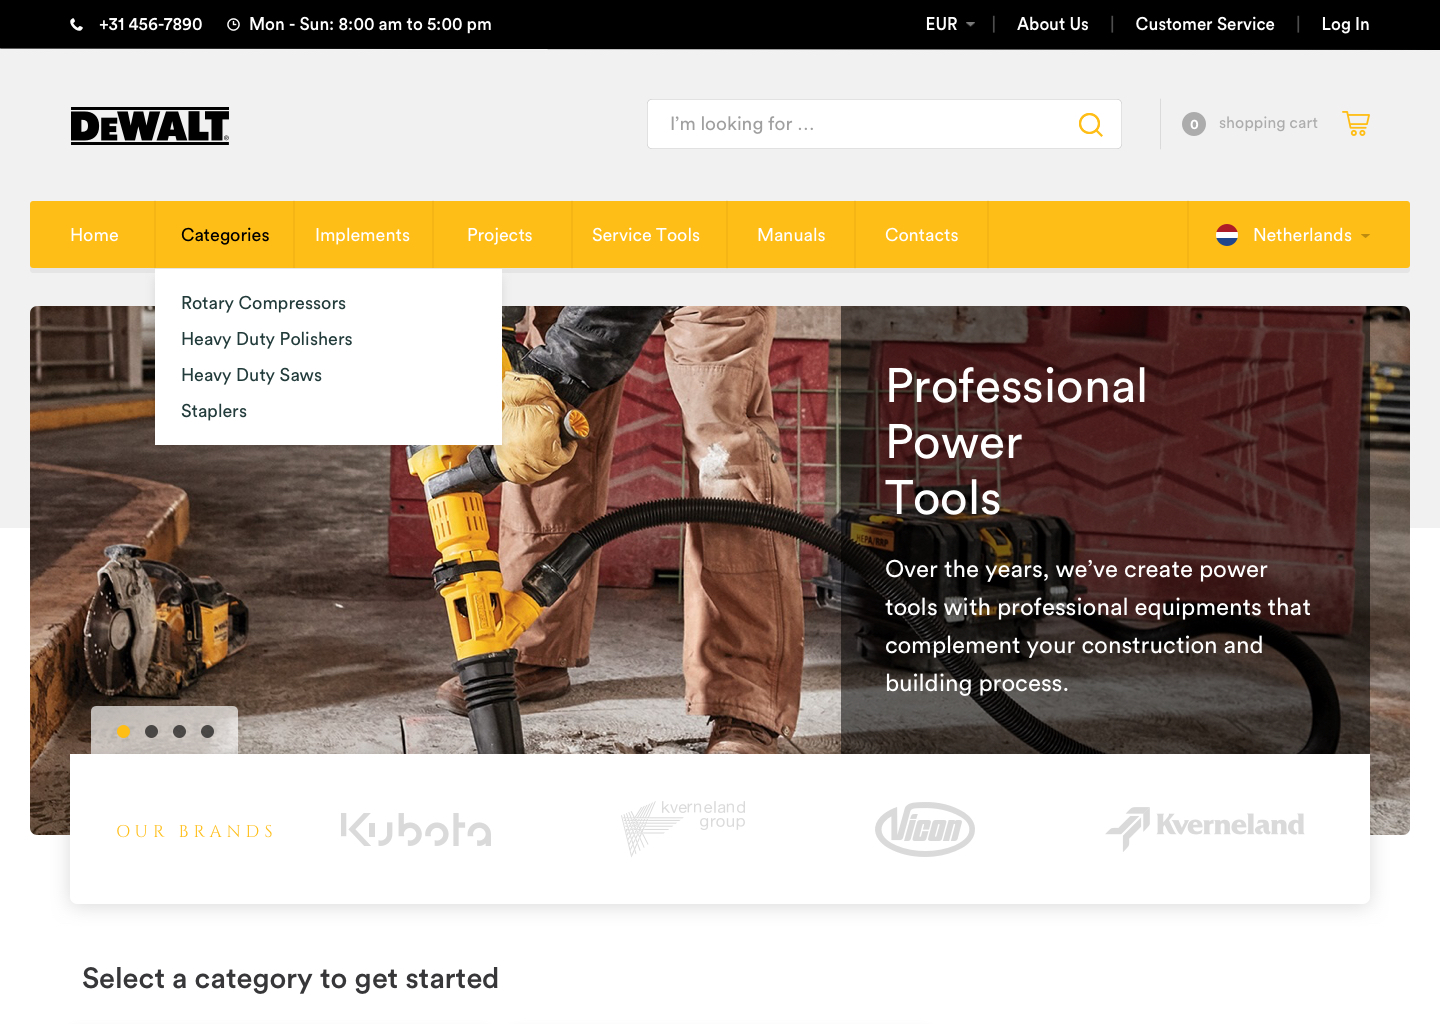 +31 456-7890
Mon - Sun: 8:00 am to 5:00 pm
EUR
About Us
Customer Service
Log In
DEWALT
I'm looking for ...
0
shopping cart
Home
Categories
Implements
Projects
Service Tools
Manuals
Contacts
Netherlands
Rotary Compressors
Heavy Duty Polishers
Heavy Duty Saws
Staplers
Professional
Power
Tools
Over the years, we've create power
tools with professional equipments that
complement your construction and
building process.
OUR BRANDS
Kubota
kverneland
group
Vicon
Kverneland
Select a category to get started